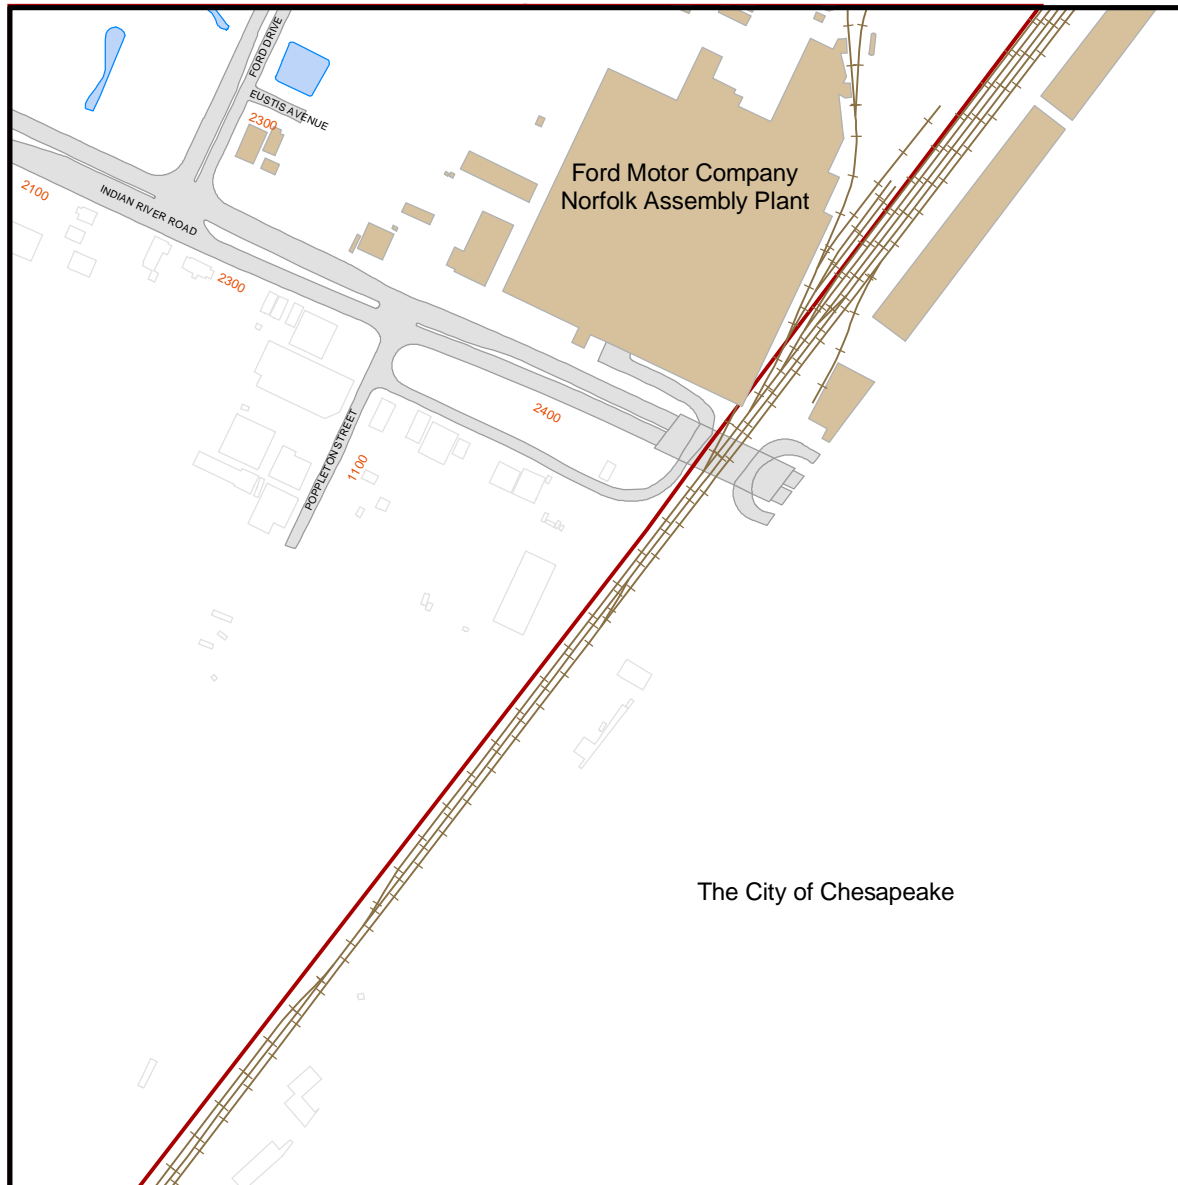 FORD DRIVE
EUSTIS AVENUE
2300
Ford Motor Company
Norfolk Assembly Plant
2100
INDIAN RIVER ROAD
2300
2400
POPPLETON STREET
1100
The City of Chesapeake